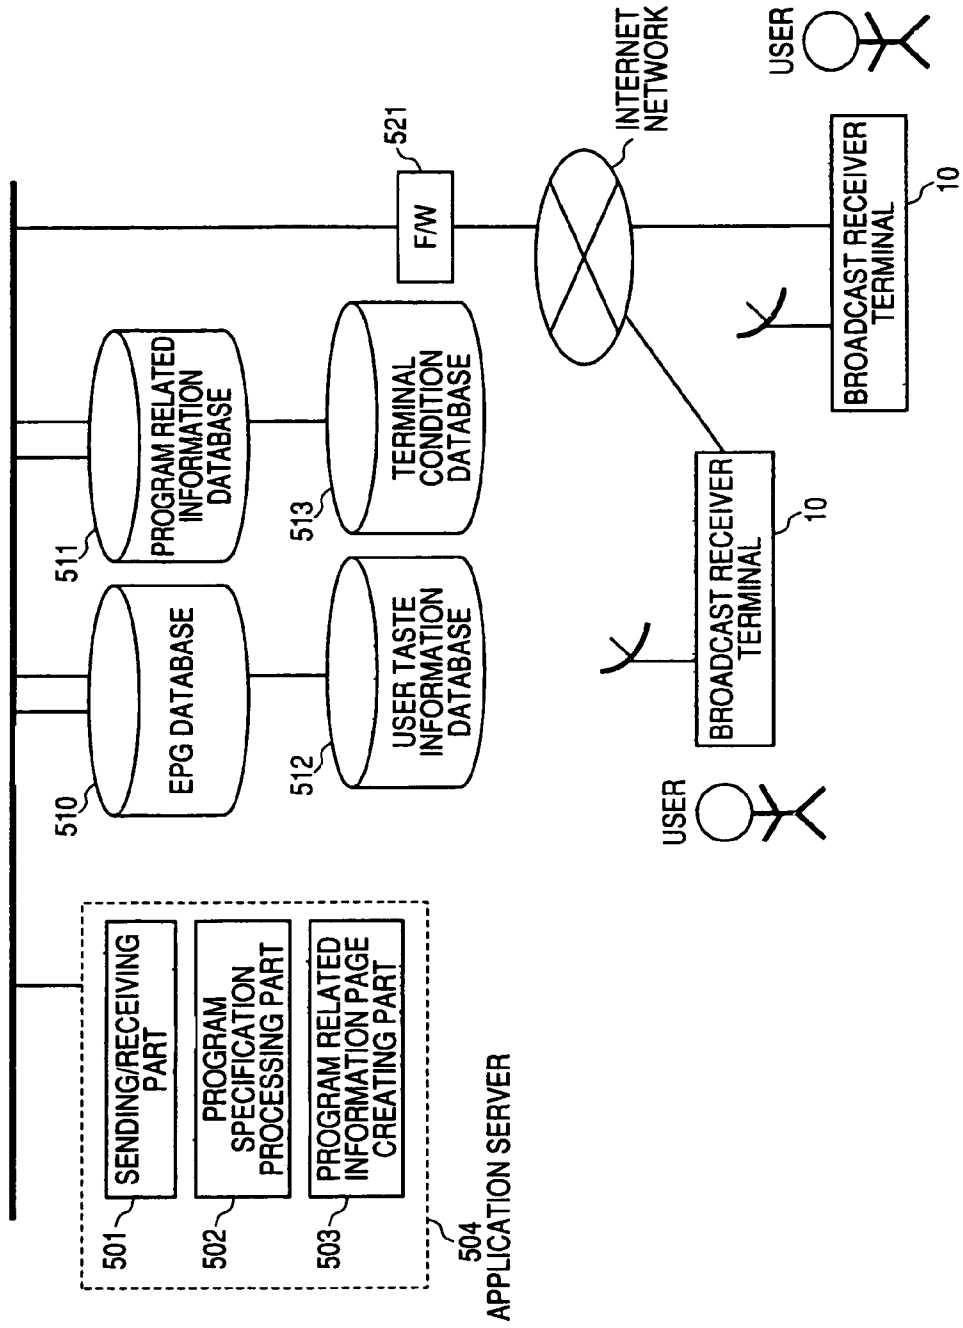 501
SENDING/RECEIVING
PART
502
PROGRAM
SPECIFICATION
PROCESSING PART
503
PROGRAM RELATED
INFORMATION PAGE
CREATING PART
504
APPLICATION SERVER
510
EPG DATABASE
511
PROGRAM RELATED
INFORMATION
DATABASE
512
USER TASTE
INFORMATION
DATABASE
513
TERMINAL
CONDITION
DATABASE
521
F/W
INTERNET
NETWORK
USER
BROADCAST RECEIVER
TERMINAL
10
USER
BROADCAST RECEIVER
TERMINAL
10